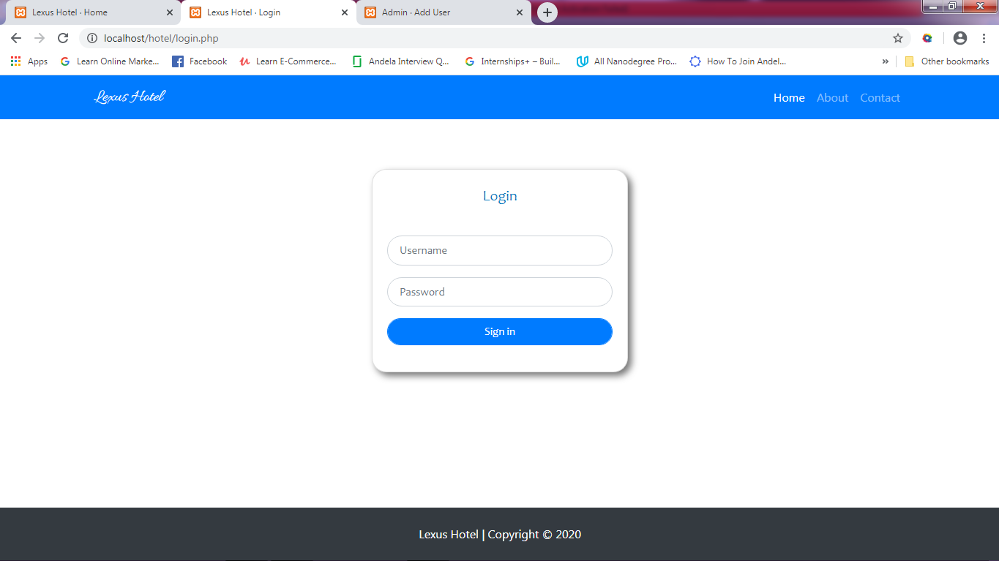 Lexus Hotel · Home
Lexus Hotel · Login
Admin · Add User
localhost/hotel/login.php
Apps
Learn Online Marke...
Facebook
Learn E-Commerce...
Andela Interview Q...
Internships+ – Buil...
All Nanodegree Pro...
How To Join Andel...
»
Other bookmarks
Lexus Hotel
Home
About
Contact
Login
Username
Password
Sign in
Lexus Hotel | Copyright © 2020